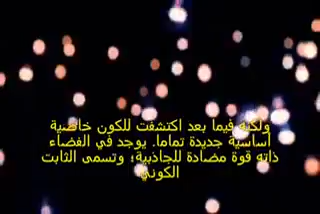 ولكنه فيما بعد اكتشفت للكون خاصية
أساسية جديدة تماما. يوجد في الفضاء
ذاته قوة مضادة للجاذبية؛ وتسمى الثابت
الكوني